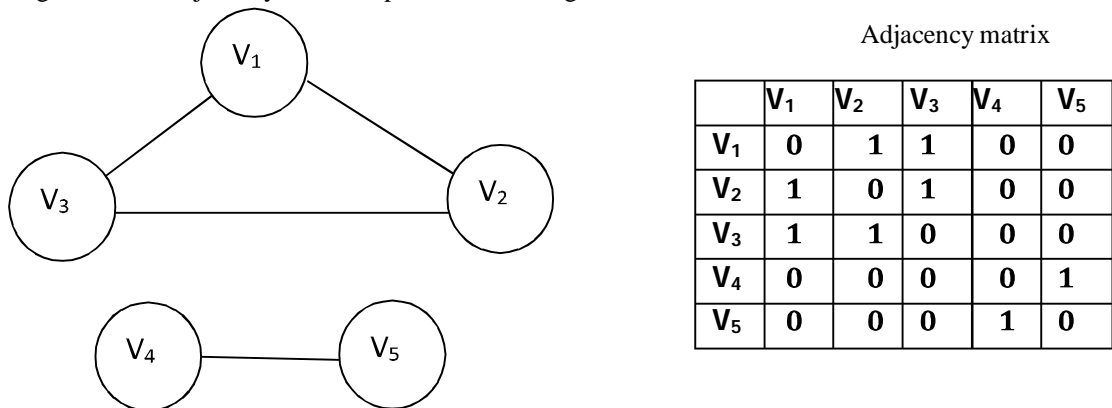 V₁
V₃
V₂
V₄
V₅
Adjacency matrix
V₁ V₂ V₃ V₄ V₅
V₁ 0 1 1 0 0
V₂ 1 0 1 0 0
V₃ 1 1 0 0 0
V₄ 0 0 0 0 1
V₅ 0 0 0 1 0